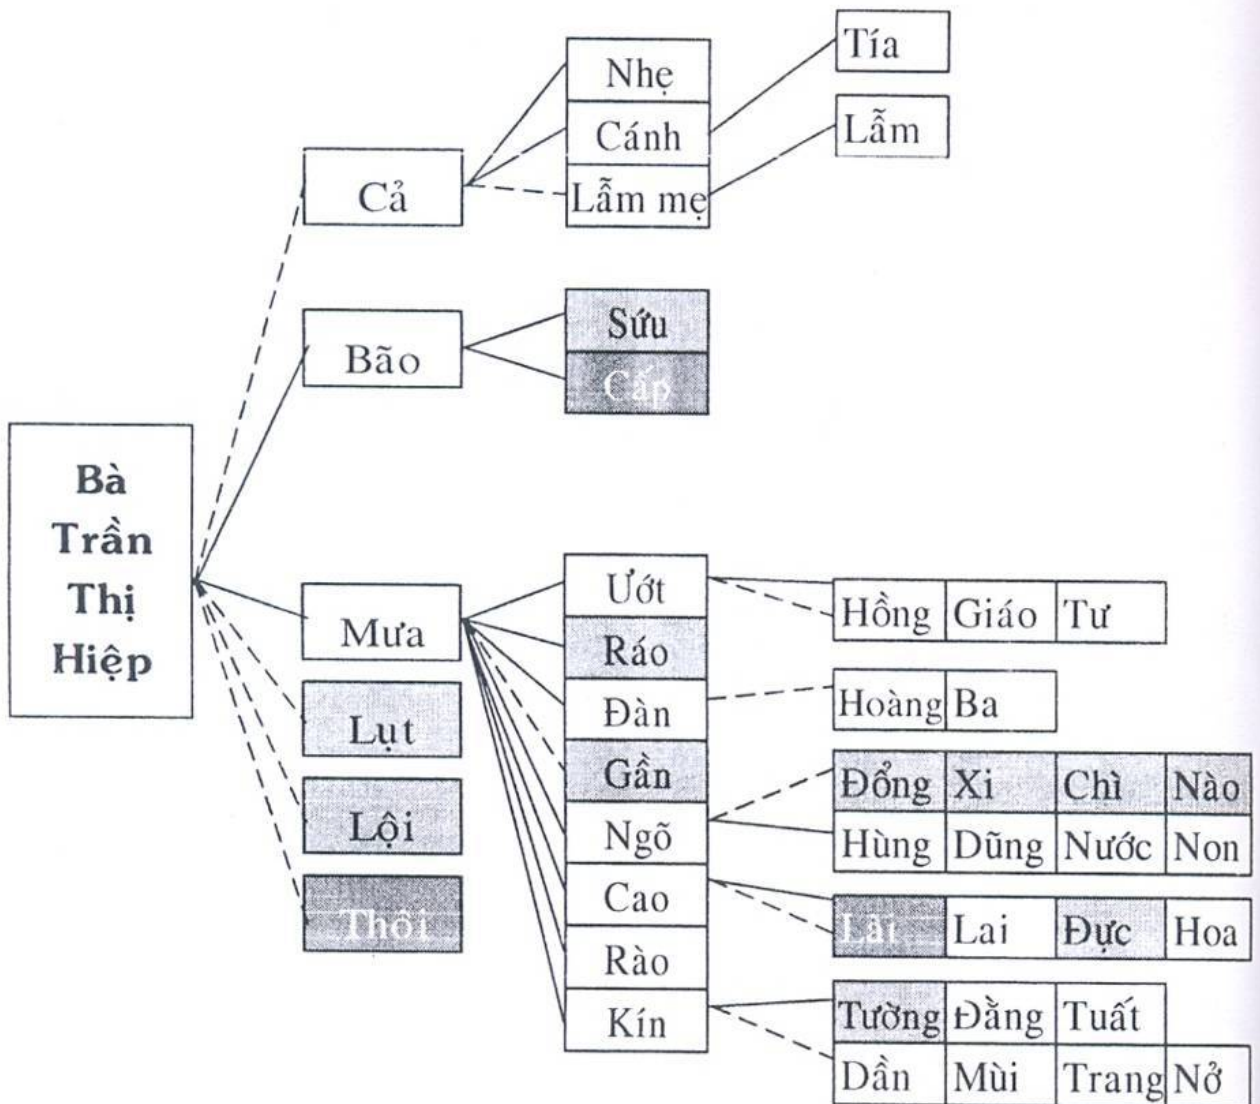 Bà
Trần
Thị
Hiệp
Cả
Nhẹ
Cánh
Lẫm mẹ
Tía
Lẫm
Bão
Sứu
Cấp
Mưa
Lụt
Lội
Thôi
Ướt
Ráo
Đàn
Gần
Ngõ
Cao
Rào
Kín
Hồng Giáo Tư
Hoàng Ba
Đổng Xi Chì Nào
Hùng Dũng Nước Non
Lai Đực Hoa
Tường Đằng Tuất
Dần Mùi Trang Nở